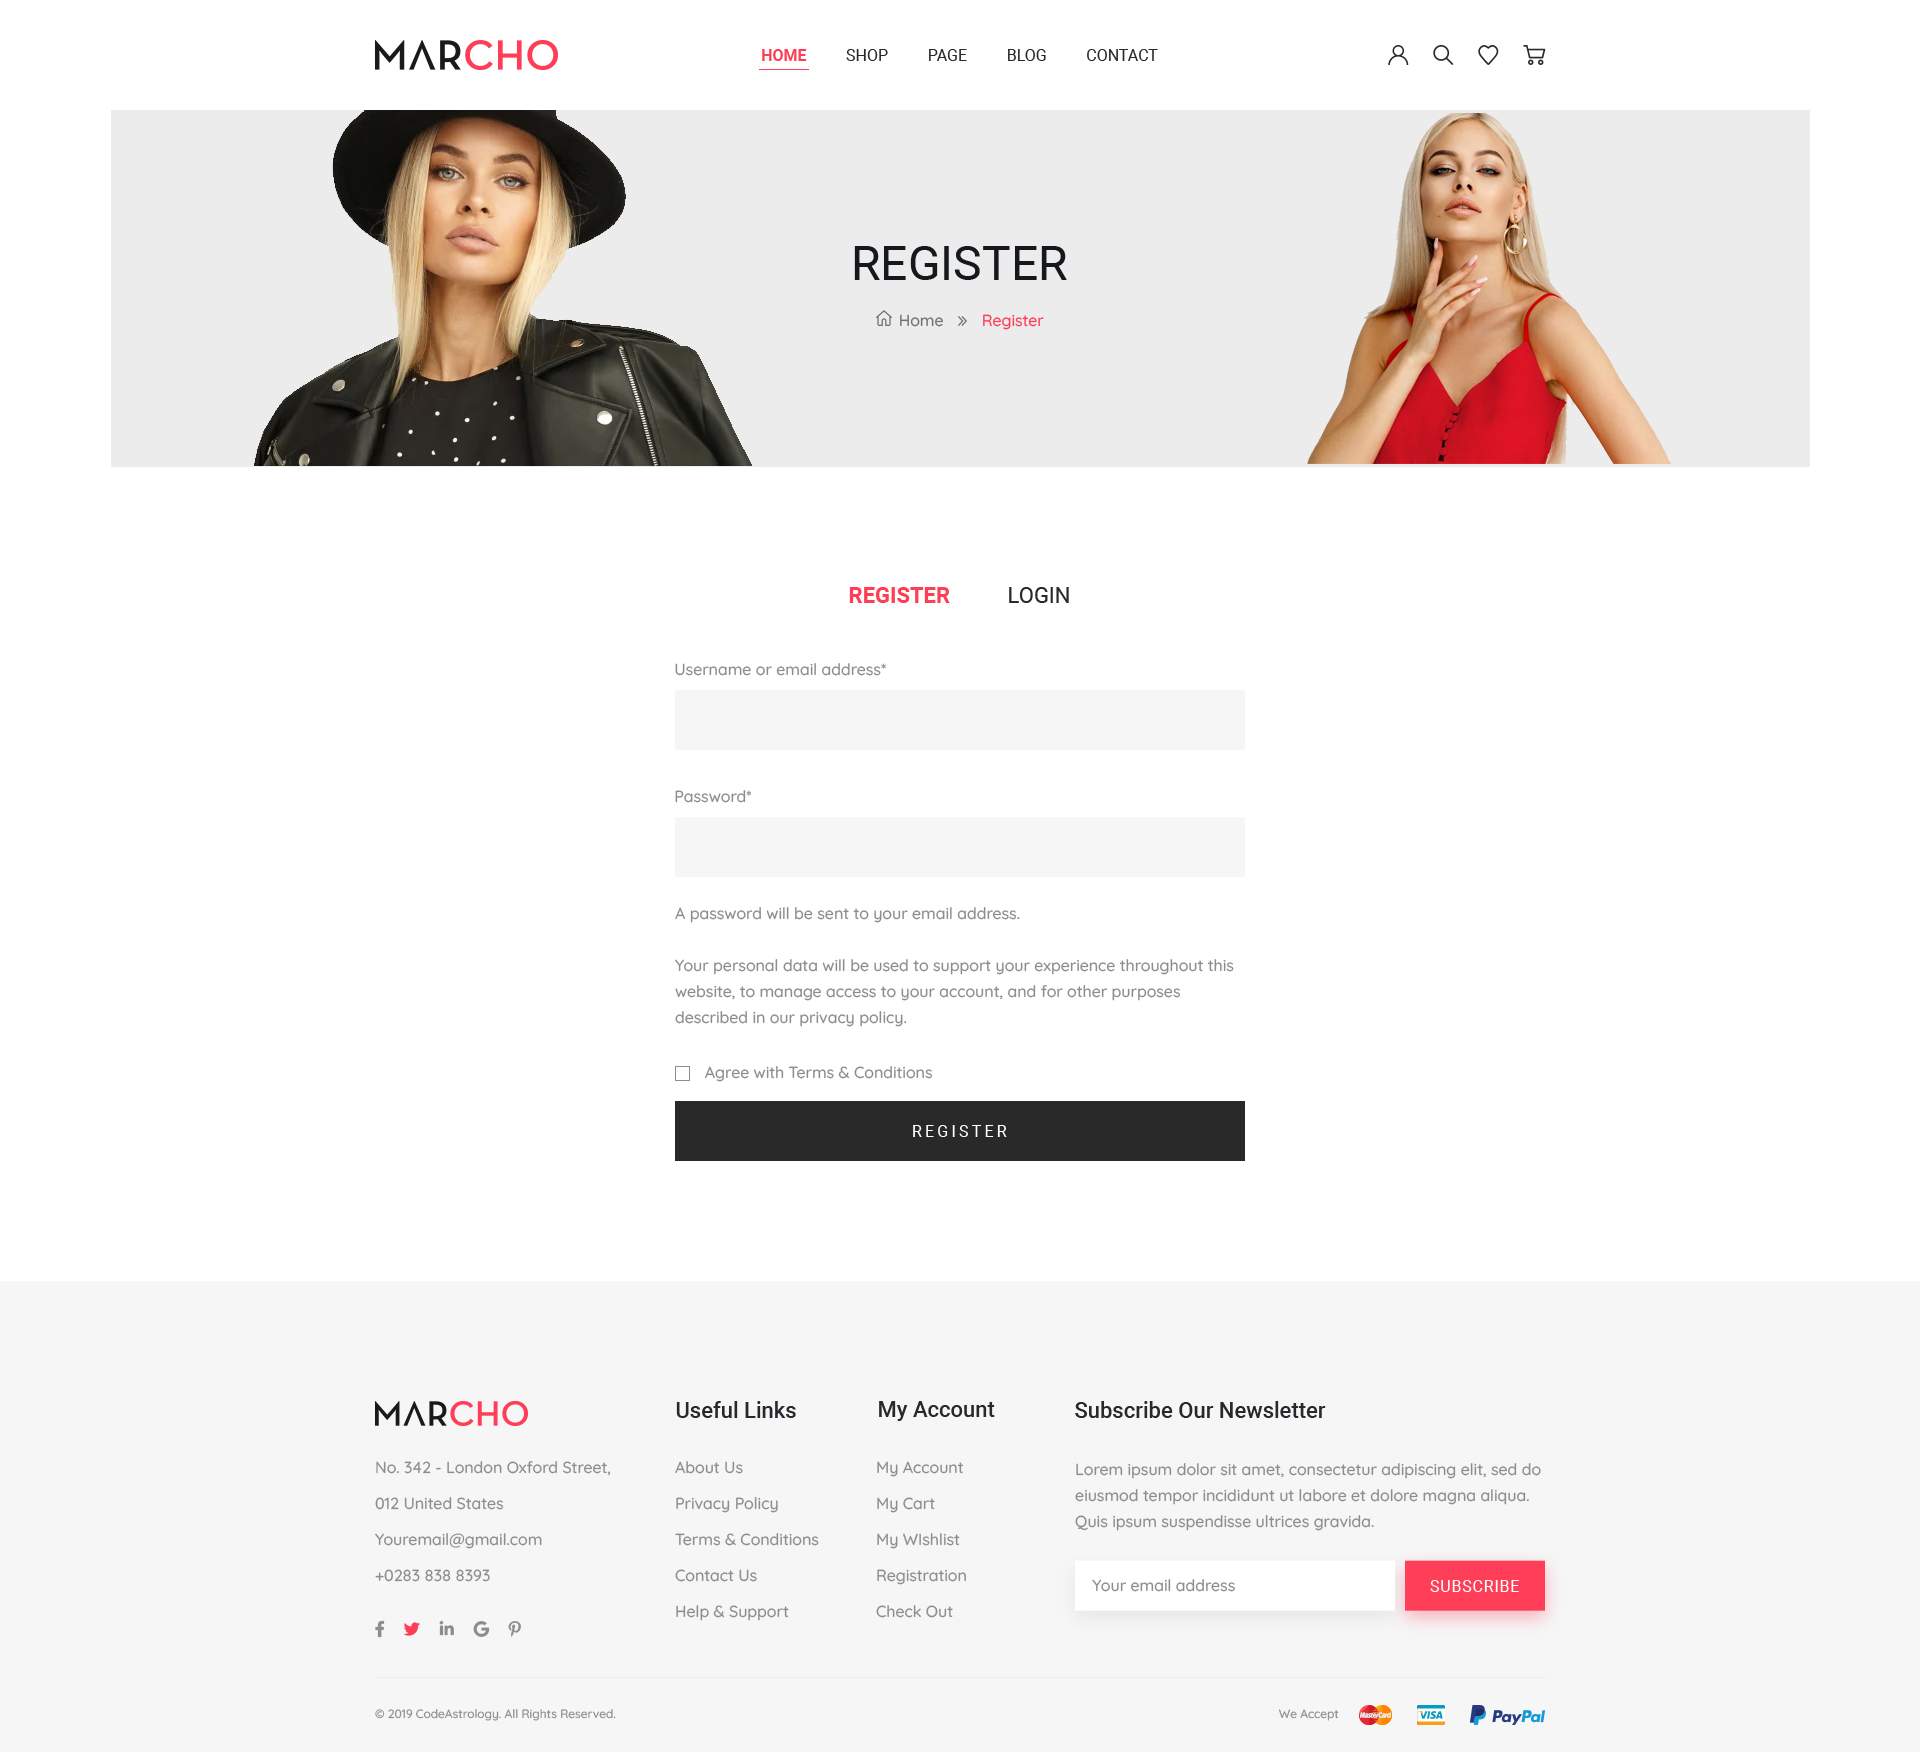 MARCHO
HOME SHOP PAGE BLOG CONTACT
REGISTER
Home » Register
REGISTER LOGIN
Username or email address*
Password*
A password will be sent to your email address.
Your personal data will be used to support your experience throughout this
website, to manage access to your account, and for other purposes
described in our privacy policy.
Agree with Terms & Conditions
REGISTER
MARCHO
No. 342 - London Oxford Street,
012 United States
Youremail@gmail.com
+0283 838 8393
Useful Links
About Us
Privacy Policy
Terms & Conditions
Contact Us
Help & Support
My Account
My Account
My Cart
My WIshlist
Registration
Check Out
Subscribe Our Newsletter
Lorem ipsum dolor sit amet, consectetur adipiscing elit, sed do
eiusmod tempor incididunt ut labore et dolore magna aliqua.
Quis ipsum suspendisse ultrices gravida.
Your email address SUBSCRIBE
© 2019 CodeAstrology. All Rights Reserved.
We Accept MasterCard VISA PayPal